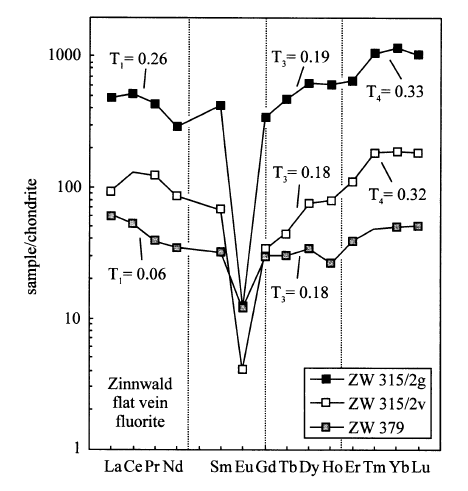 1000
100
10
1
sample/chondrite
T1= 0.26
T3= 0.19
T4= 0.33
T3= 0.18
T4= 0.32
T1= 0.06
T3= 0.18
Zinnwald
flat vein
fluorite
ZW 315/2g
ZW 315/2v
ZW 379
La Ce Pr Nd Sm Eu Gd Tb Dy Ho Er Tm Yb Lu